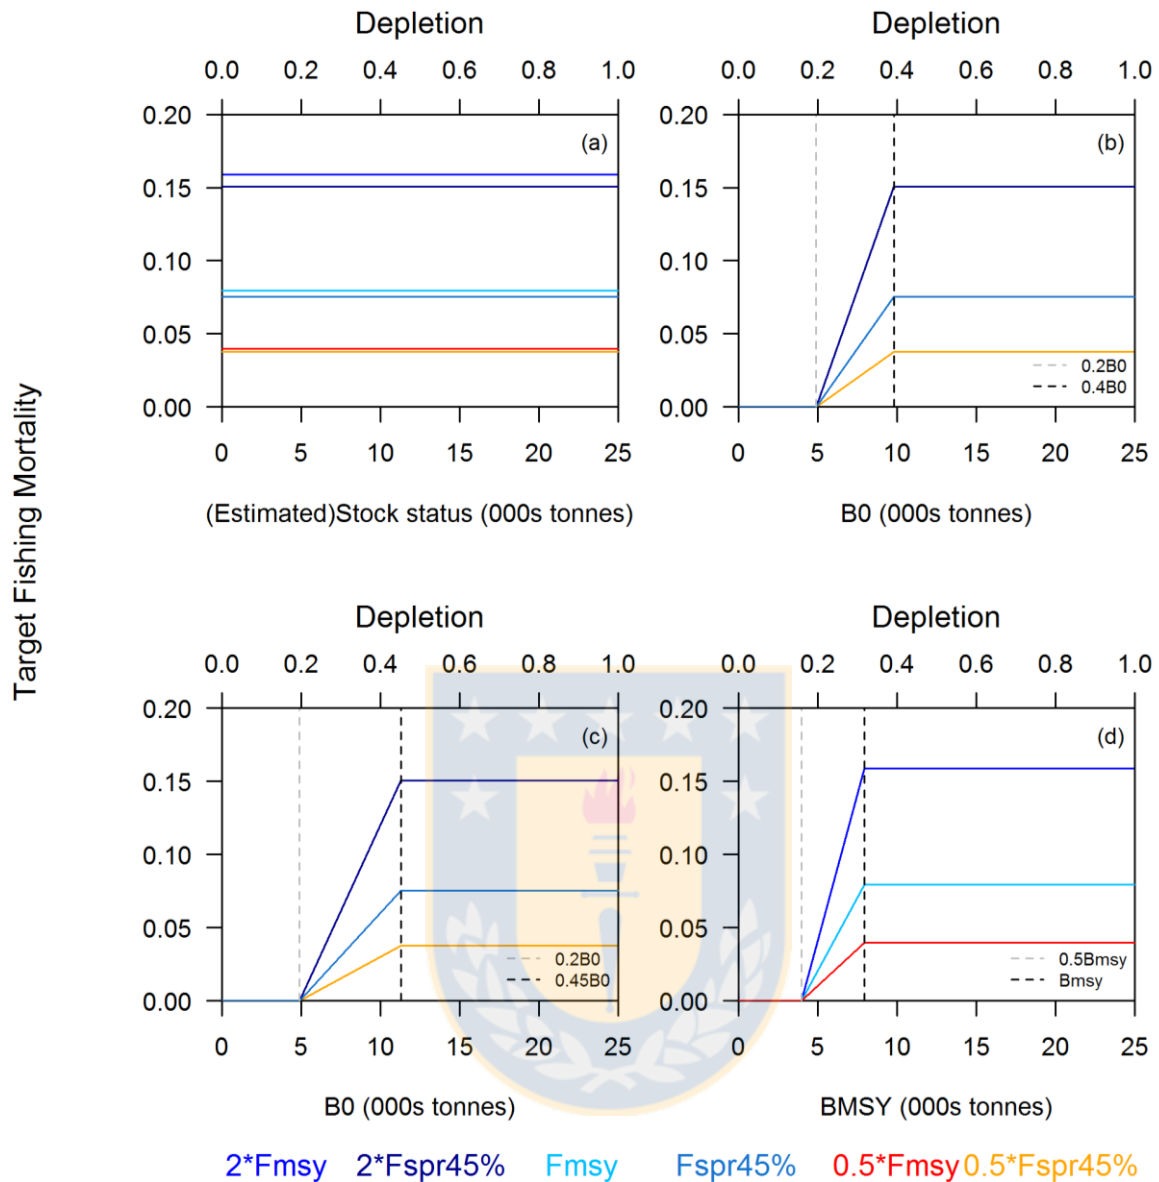 Target Fishing Mortality
Depletion
0.0 0.2 0.4 0.6 0.8 1.0
0.20
0.15
0.10
0.05
0.00
(a)
0 5 10 15 20 25
(Estimated)Stock status (000s tonnes)
Depletion
0.0 0.2 0.4 0.6 0.8 1.0
0.20
0.15
0.10
0.05
0.00
(b)
0.2B0
0.4B0
0 5 10 15 20 25
B0 (000s tonnes)
Depletion
0.0 0.2 0.4 0.6 0.8 1.0
0.20
0.15
0.10
0.05
0.00
(c)
0.2B0
0.45B0
0 5 10 15 20 25
B0 (000s tonnes)
Depletion
0.0 0.2 0.4 0.6 0.8 1.0
0.20
0.15
0.10
0.05
0.00
(d)
0.5Bmsy
Bmsy
0 5 10 15 20 25
BMSY (000s tonnes)
2*Fmsy 2*Fspr45% Fmsy Fspr45% 0.5*Fmsy 0.5*Fspr45%